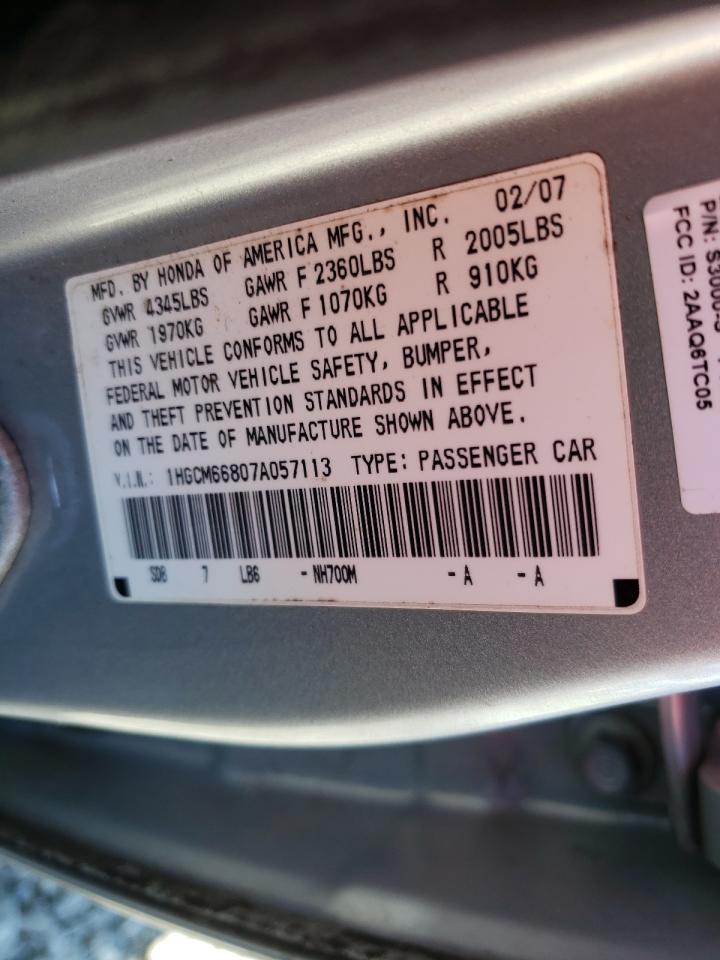 MFD. BY HONDA OF AMERICA MFG., INC. 02/07
GVWR 4345LBS GAWR F 2360LBS R 2005LBS
GVWR 1970KG GAWR F 1070KG R 910KG
THIS VEHICLE CONFORMS TO ALL APPLICABLE
FEDERAL MOTOR VEHICLE SAFETY, BUMPER,
AND THEFT PREVENTION STANDARDS IN EFFECT
ON THE DATE OF MANUFACTURE SHOWN ABOVE.
V.I.N.: 1HGCM66807A057113 TYPE: PASSENGER CAR
SDB 7 LB6 - NH700M - A - A
P/N:
FCC ID: 2AAQ6TC05